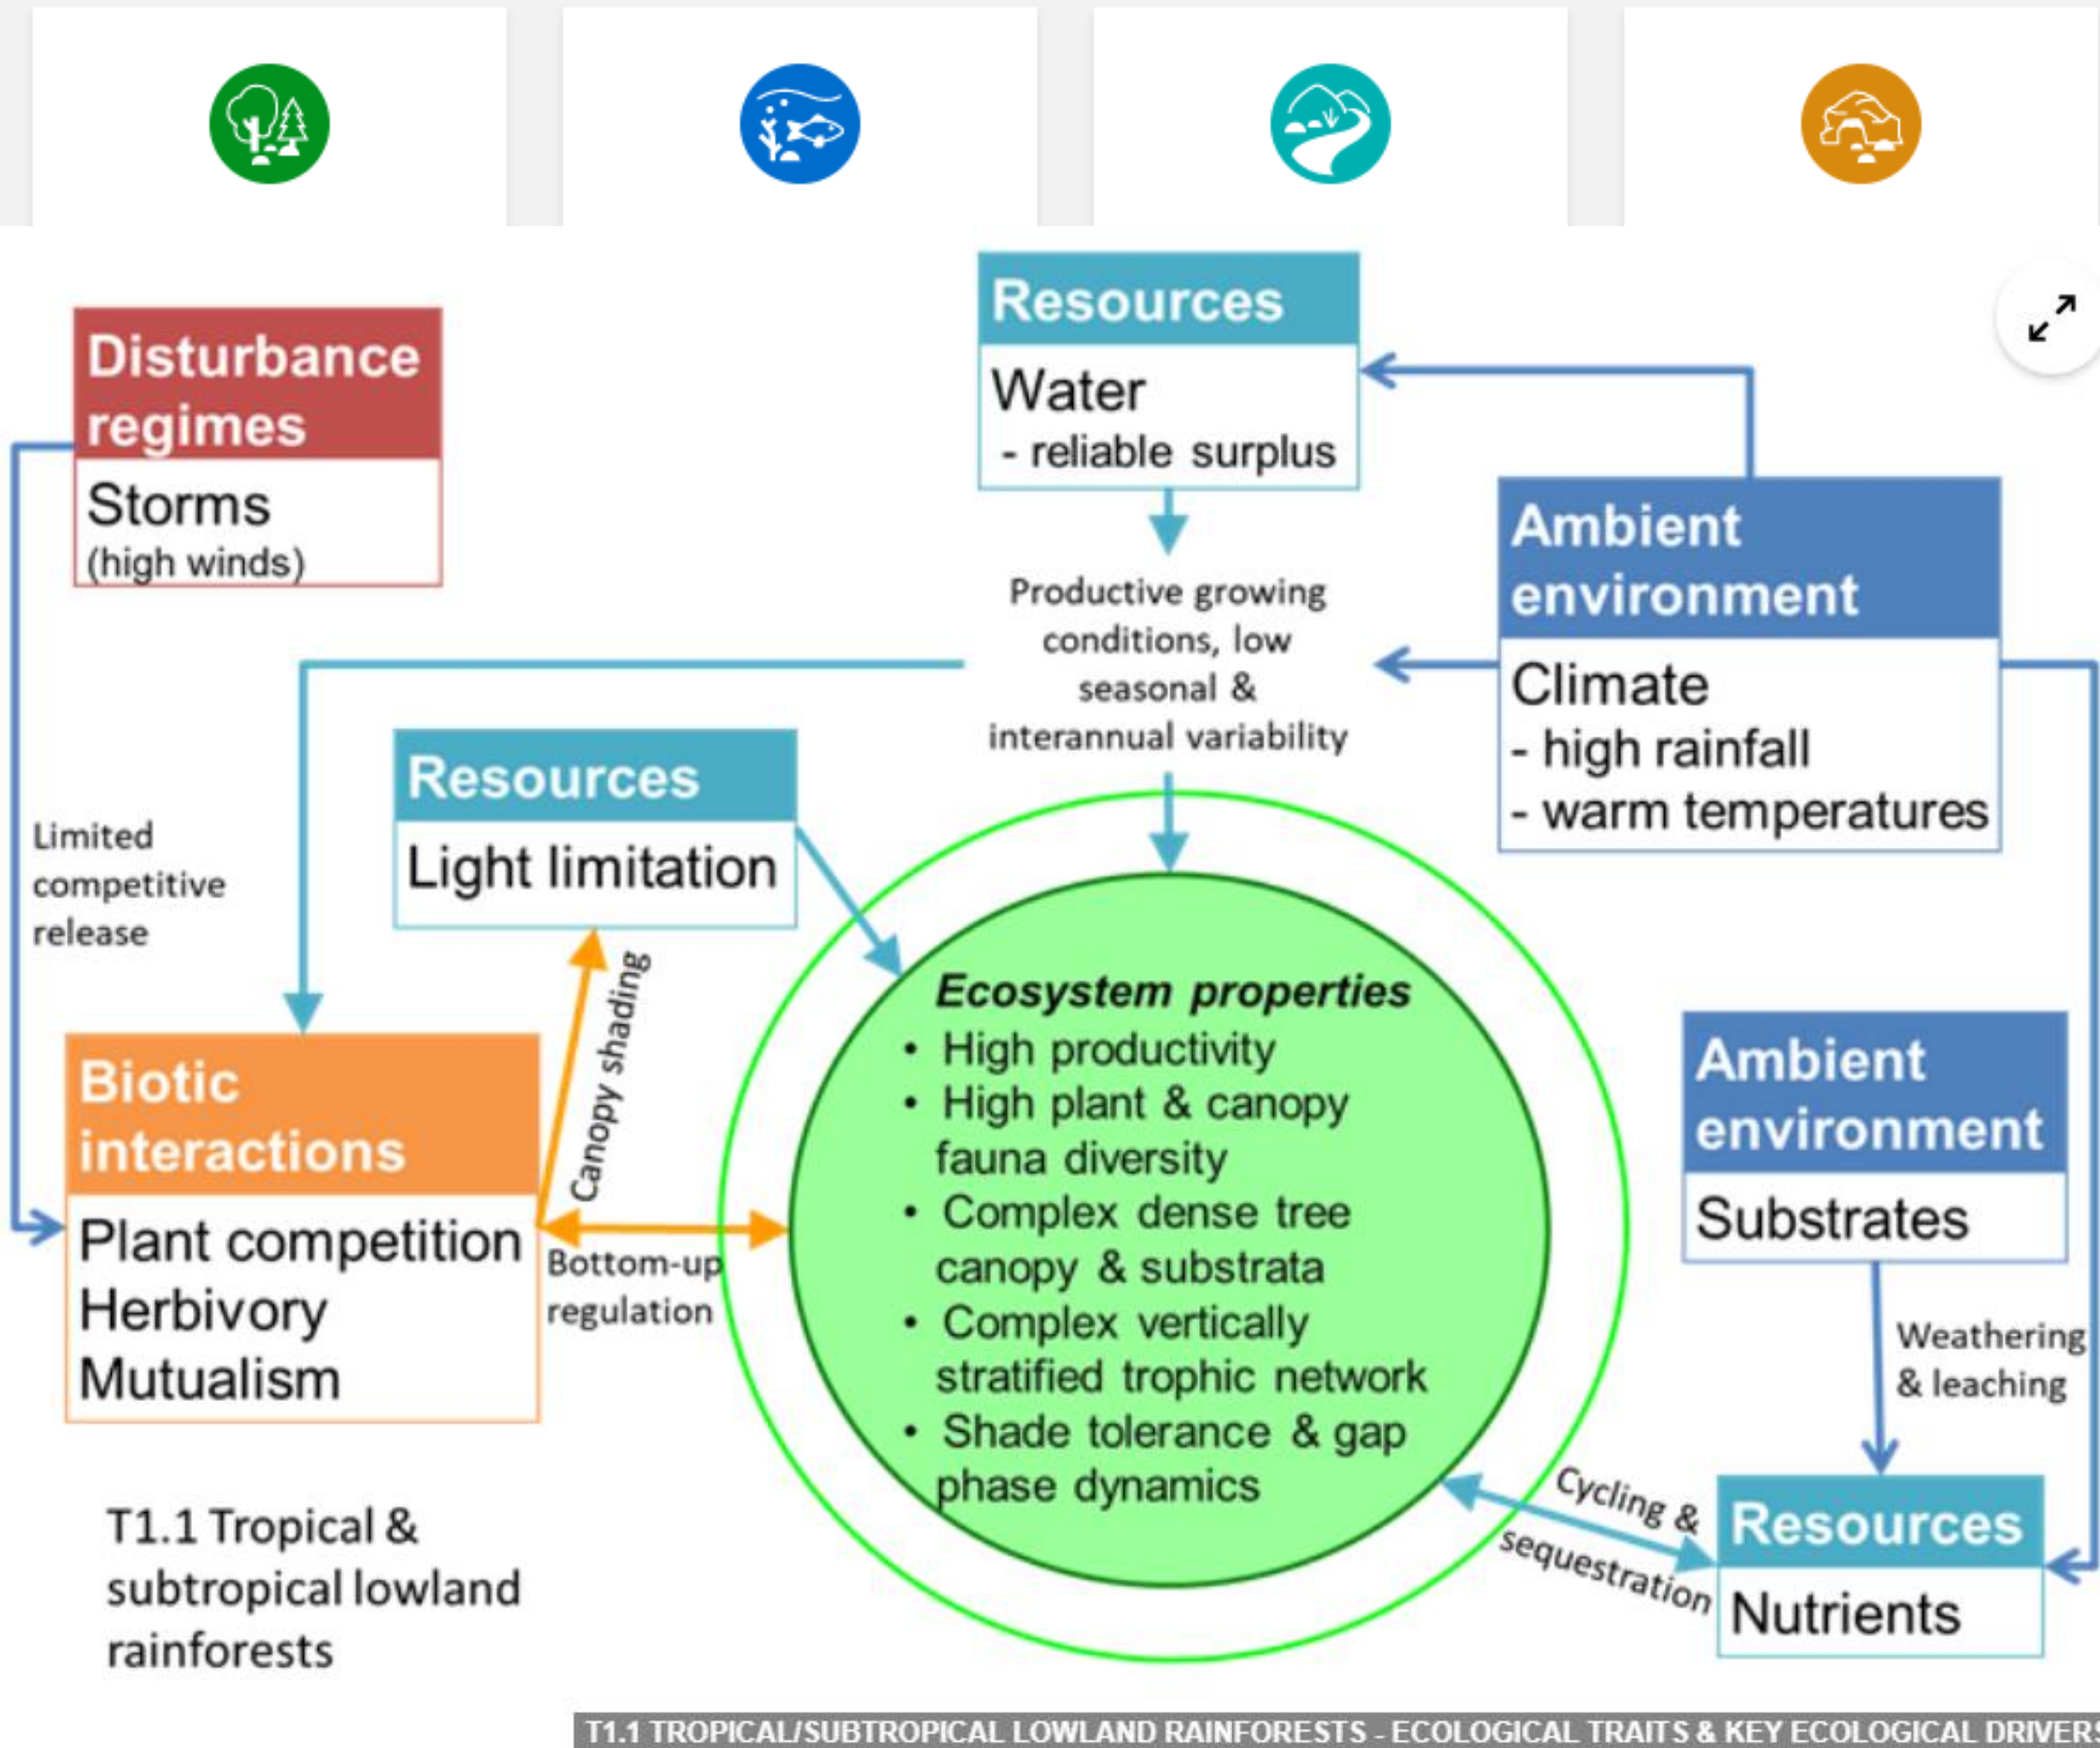 Resources
Water
- reliable surplus
Disturbance
regimes
Storms
(high winds)
Ambient
environment
Climate
- high rainfall
- warm temperatures
Productive growing
conditions, low
seasonal &
interannual variability
Resources
Light limitation
Limited
competitive
release
Canopy shading
Biotic
interactions
Plant competition
Herbivory
Mutualism
Bottom-up
regulation
Ecosystem properties
• High productivity
• High plant & canopy
fauna diversity
• Complex dense tree
canopy & substrata
• Complex vertically
stratified trophic network
• Shade tolerance & gap
phase dynamics
Ambient
environment
Substrates
Weathering
& leaching
Cycling &
sequestration
Resources
Nutrients
T1.1 Tropical &
subtropical lowland
rainforests
T1.1 TROPICAL/SUBTROPICAL LOWLAND RAINFORESTS - ECOLOGICAL TRAITS & KEY ECOLOGICAL DRIVERS